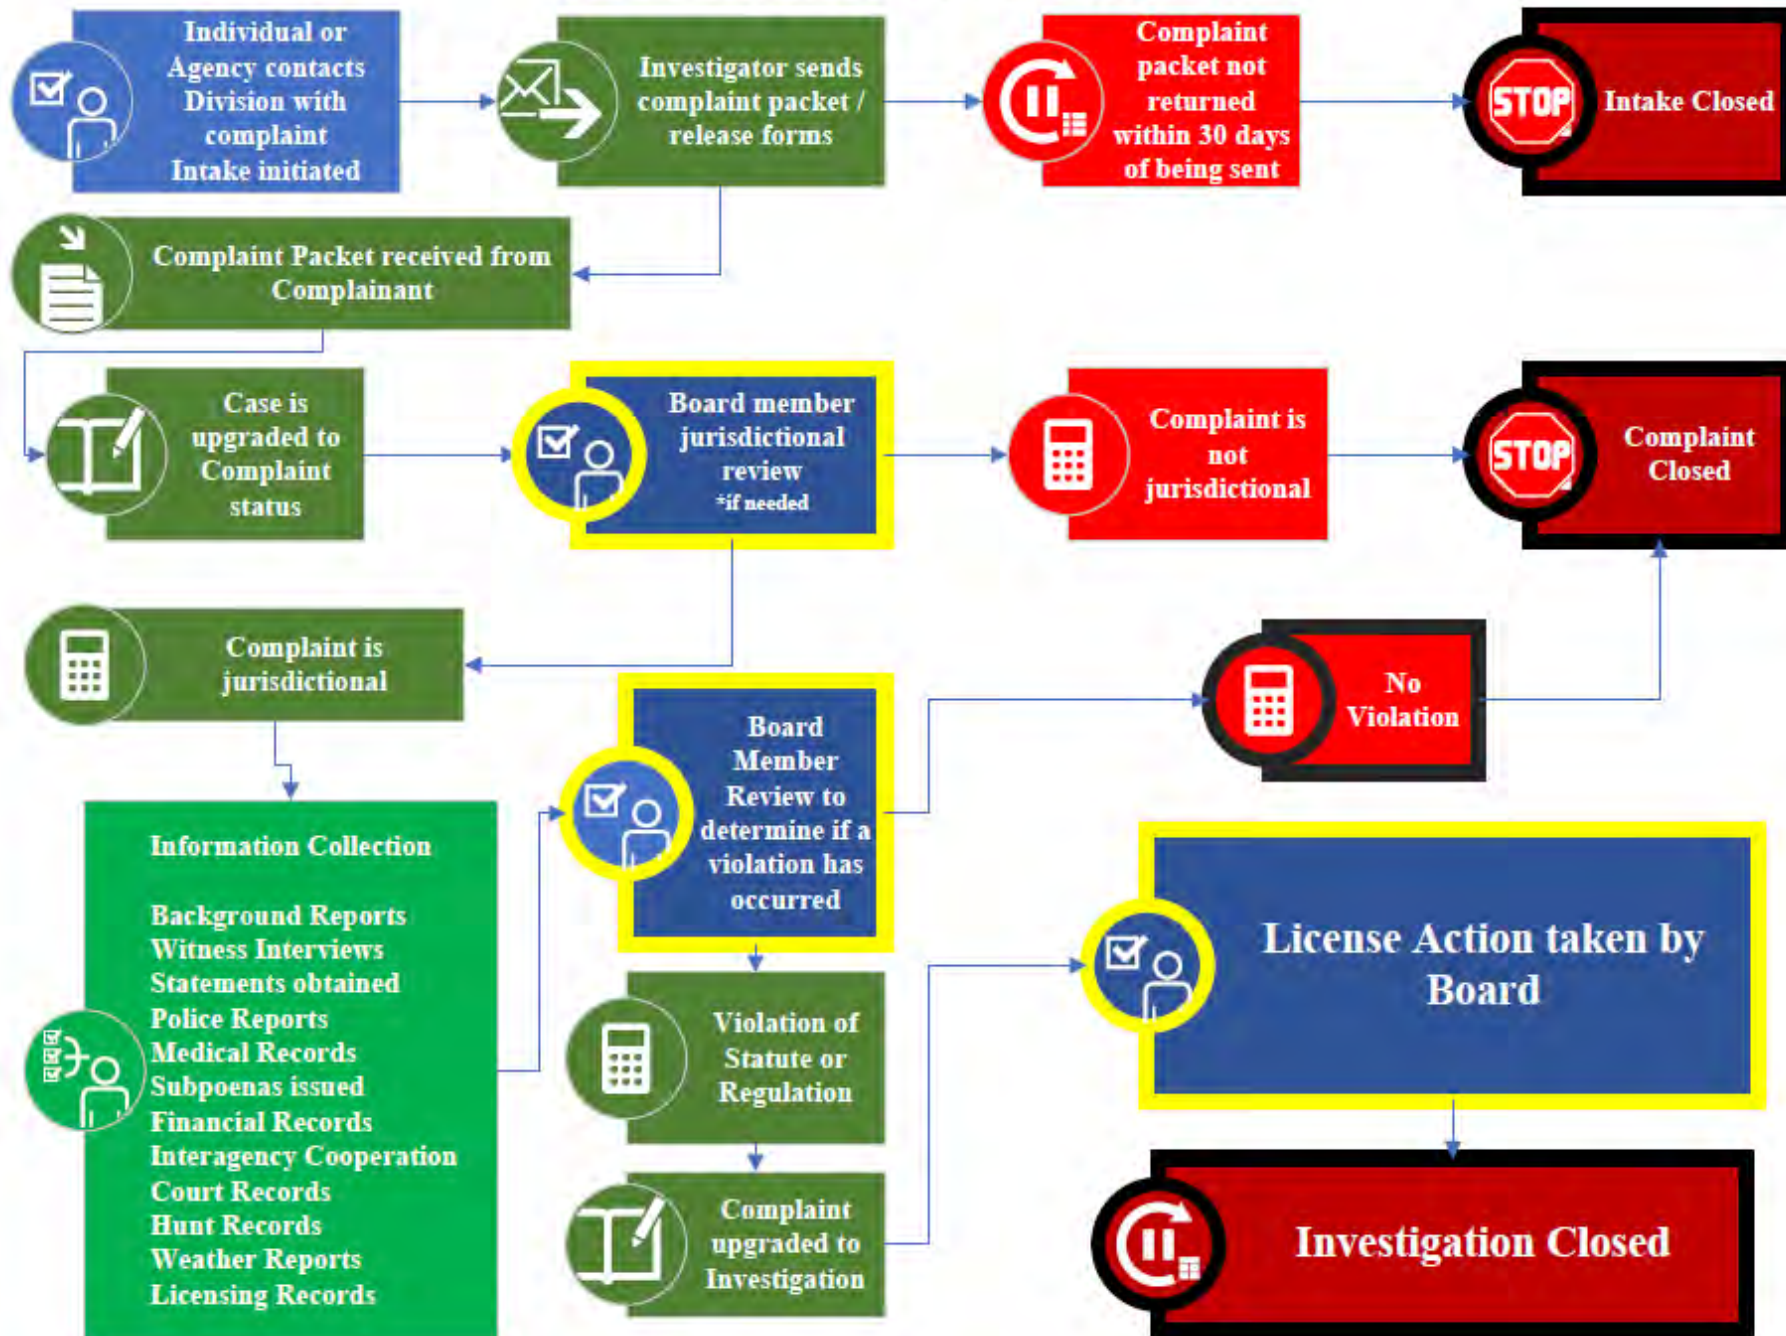 Individual or
Agency contacts
Division with
complaint
Intake initiated
Investigator sends
complaint packet /
release forms
Complaint
packet not
returned
within 30 days
of being sent
STOP
Intake Closed
Complaint Packet received from
Complainant
Case is
upgraded to
Complaint
status
Board member
jurisdictional
review
*if needed
Complaint is
not
jurisdictional
STOP
Complaint
Closed
Complaint is
jurisdictional
Board
Member
Review to
determine if a
violation has
occurred
No
Violation
Information Collection
Background Reports
Witness Interviews
Statements obtained
Police Reports
Medical Records
Subpoenas issued
Financial Records
Interagency Cooperation
Court Records
Hunt Records
Weather Reports
Licensing Records
Violation of
Statute or
Regulation
Complaint
upgraded to
Investigation
License Action taken by
Board
Investigation Closed